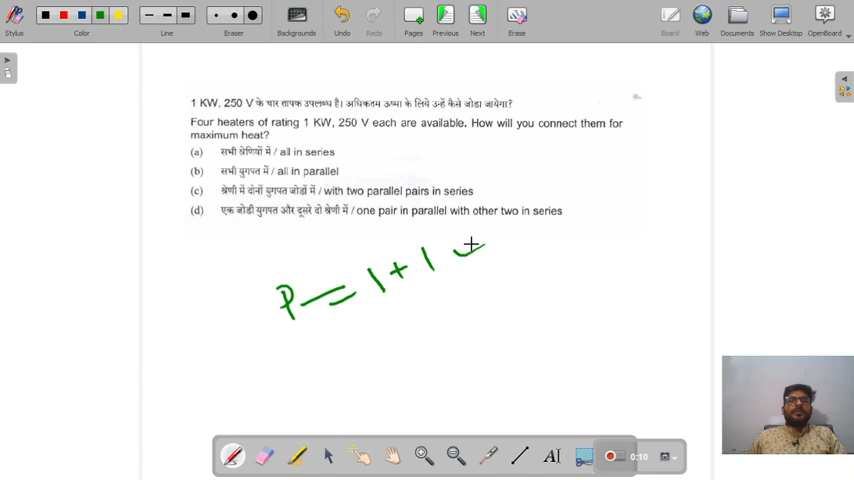 Stylus
Color
Line
Eraser
Backgrounds
Undo
Redo
Pages
Previous
Next
Erase
Board
Web
Documents
Show Desktop
OpenBoard
1 KW, 250 V के चार तापक उपलब्ध है। अधिकतम ऊष्मा के लिये उन्हें कैसे जोडा जायेगा?
Four heaters of rating 1 KW, 250 V each are available. How will you connect them for
maximum heat?
(a) सभी श्रेणियों में / all in series
(b) सभी युगपत में / all in parallel
(c) श्रेणी में दोनों युगपत जोडों में / with two parallel pairs in series
(d) एक जोडी युगपत और दूसरे दो श्रेणी में / one pair in parallel with other two in series
P = 1 + 1
0:10